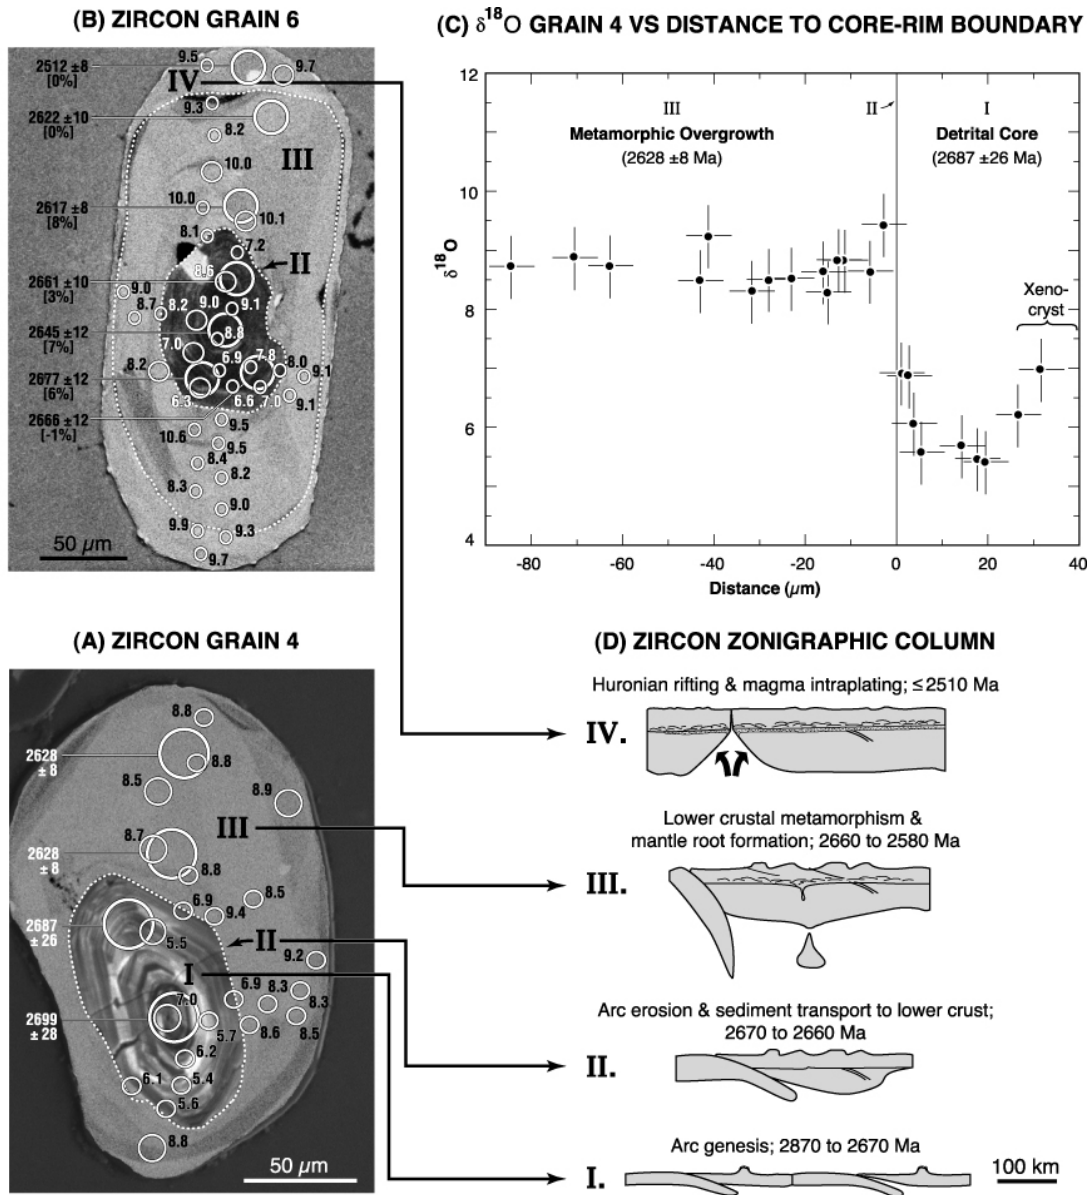 (B) ZIRCON GRAIN 6
2512 ±8
[0%]
9.5
9.7
IV
2622 ±10
[0%]
9.3
8.2
III
10.0
2617 ±8
[8%]
10.0
10.1
8.1
7.2
II
2661 ±10
[3%]
8.6
9.0
8.7
8.2
9.0
9.1
2645 ±12
[7%]
8.8
7.0
5.9
7.8
8.0
8.2
9.1
2677 ±12
[6%]
6.3
6.6
7.0
9.1
2666 ±12
[-1%]
9.5
10.6
9.5
8.4
8.2
8.3
9.0
9.9
9.3
9.7
50 µm
(C) δ18O GRAIN 4 VS DISTANCE TO CORE-RIM BOUNDARY
12
10
8
6
4
δ18O
III
Metamorphic Overgrowth
(2628 ±8 Ma)
II
I
Detrital Core
(2687 ±26 Ma)
Xeno-
cryst
-80
-60
-40
-20
0
20
40
Distance (µm)
(A) ZIRCON GRAIN 4
8.8
2628
± 8
8.8
8.5
8.9
III
8.7
2628
± 8
8.8
8.5
6.9
9.4
2687
± 26
5.5
II
9.2
I
7.0
6.9
8.3
8.3
2699
± 28
5.7
8.6
8.5
6.2
6.1
5.4
5.6
8.8
50 µm
(D) ZIRCON ZONIGRAPHIC COLUMN
Huronian rifting & magma intraplating; ≤2510 Ma
IV.
Lower crustal metamorphism &
mantle root formation; 2660 to 2580 Ma
III.
Arc erosion & sediment transport to lower crust;
2670 to 2660 Ma
II.
Arc genesis; 2870 to 2670 Ma
I.
100 km